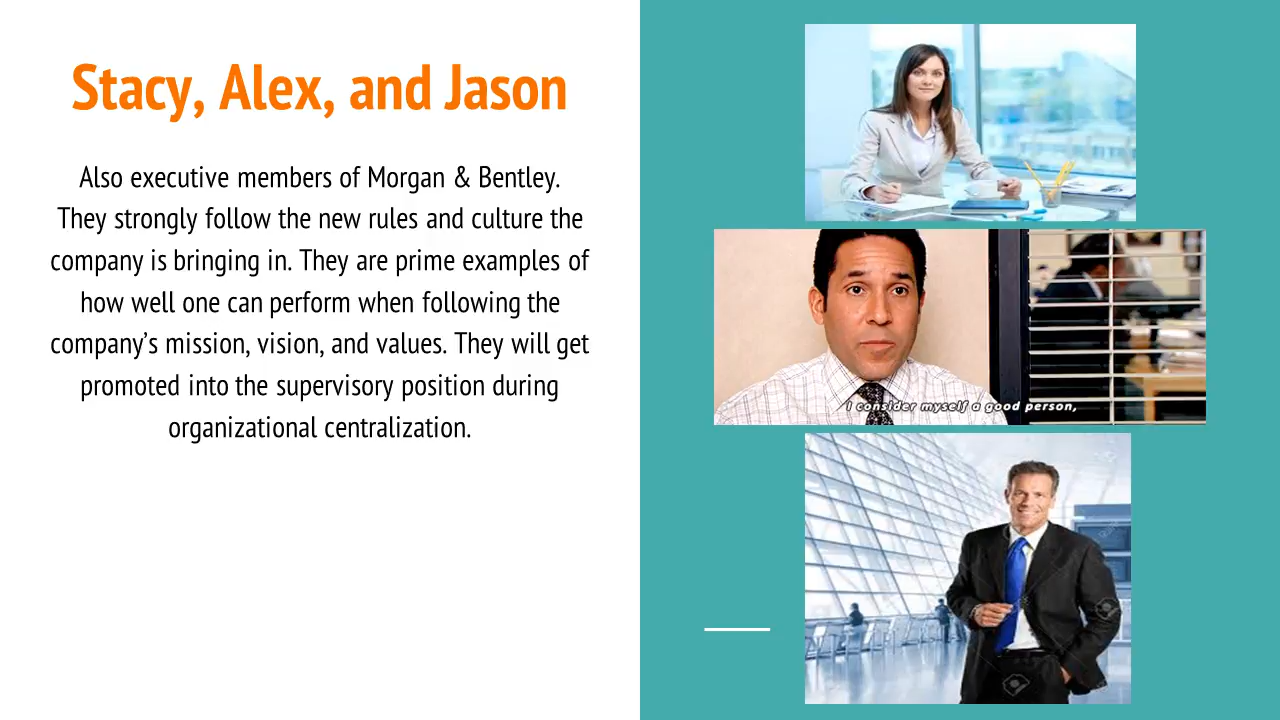 Stacy, Alex, and Jason
Also executive members of Morgan & Bentley.
They strongly follow the new rules and culture the
company is bringing in. They are prime examples of
how well one can perform when following the
company’s mission, vision, and values. They will get
promoted into the supervisory position during
organizational centralization.
I consider myself a good person,